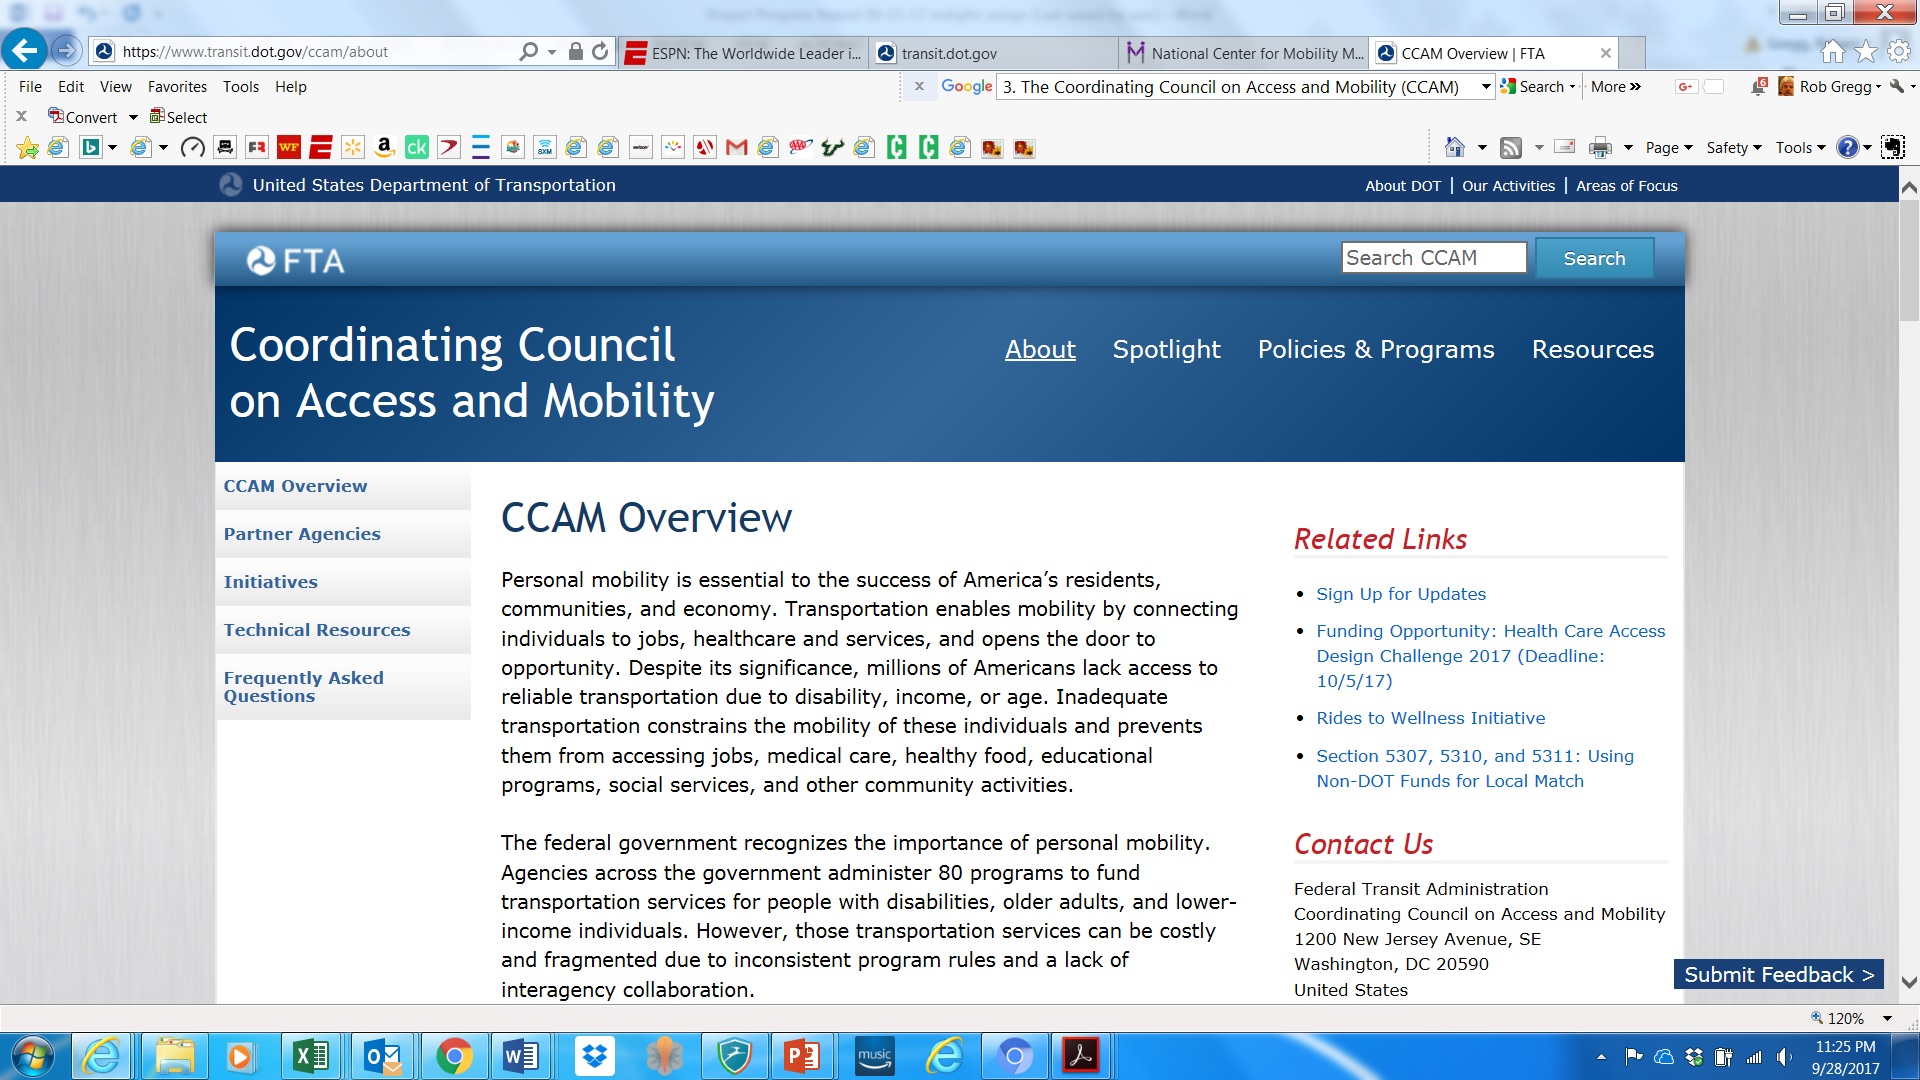 https://www.transit.dot.gov/ccam/about
ESPN: The Worldwide Leader i...
transit.dot.gov
National Center for Mobility M...
CCAM Overview | FTA
File Edit View Favorites Tools Help
Google 3. The Coordinating Council on Access and Mobility (CCAM) Search More »
G+ 6 Rob Gregg
Convert Select
Page Safety Tools
United States Department of Transportation
About DOT | Our Activities | Areas of Focus
FTA
Search CCAM
Search
Coordinating Council
on Access and Mobility
About Spotlight Policies & Programs Resources
CCAM Overview
Partner Agencies
Initiatives
Technical Resources
Frequently Asked
Questions
CCAM Overview
Personal mobility is essential to the success of America’s residents,
communities, and economy. Transportation enables mobility by connecting
individuals to jobs, healthcare and services, and opens the door to
opportunity. Despite its significance, millions of Americans lack access to
reliable transportation due to disability, income, or age. Inadequate
transportation constrains the mobility of these individuals and prevents
them from accessing jobs, medical care, healthy food, educational
programs, social services, and other community activities.
The federal government recognizes the importance of personal mobility.
Agencies across the government administer 80 programs to fund
transportation services for people with disabilities, older adults, and lower-
income individuals. However, those transportation services can be costly
and fragmented due to inconsistent program rules and a lack of
interagency collaboration.
Related Links
Sign Up for Updates
Funding Opportunity: Health Care Access
Design Challenge 2017 (Deadline:
10/5/17)
Rides to Wellness Initiative
Section 5307, 5310, and 5311: Using
Non-DOT Funds for Local Match
Contact Us
Federal Transit Administration
Coordinating Council on Access and Mobility
1200 New Jersey Avenue, SE
Washington, DC 20590
United States
Submit Feedback >
120%
music
11:25 PM
9/28/2017